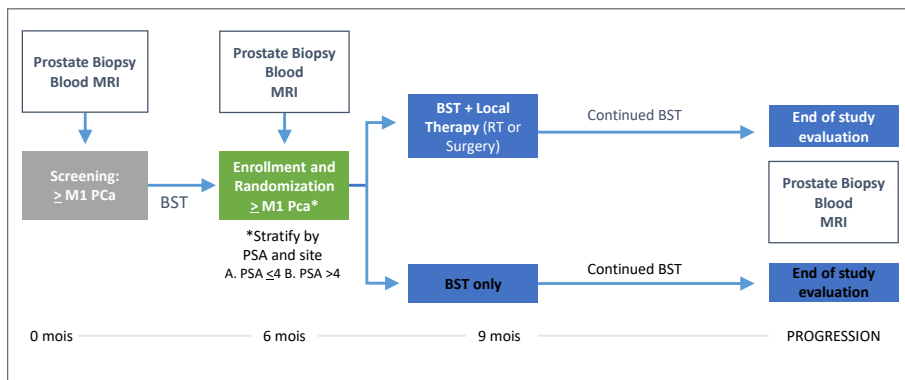 Prostate Biopsy
Blood MRI
Prostate Biopsy
Blood
MRI
Screening:
≥ M1 PCa
BST
Enrollment and
Randomization
≥ M1 Pca*
*Stratify by
PSA and site
A. PSA ≤4 B. PSA >4
BST + Local
Therapy (RT or
Surgery)
Continued BST
End of study
evaluation
Prostate Biopsy
Blood
MRI
BST only
Continued BST
End of study
evaluation
0 mois
6 mois
9 mois
PROGRESSION